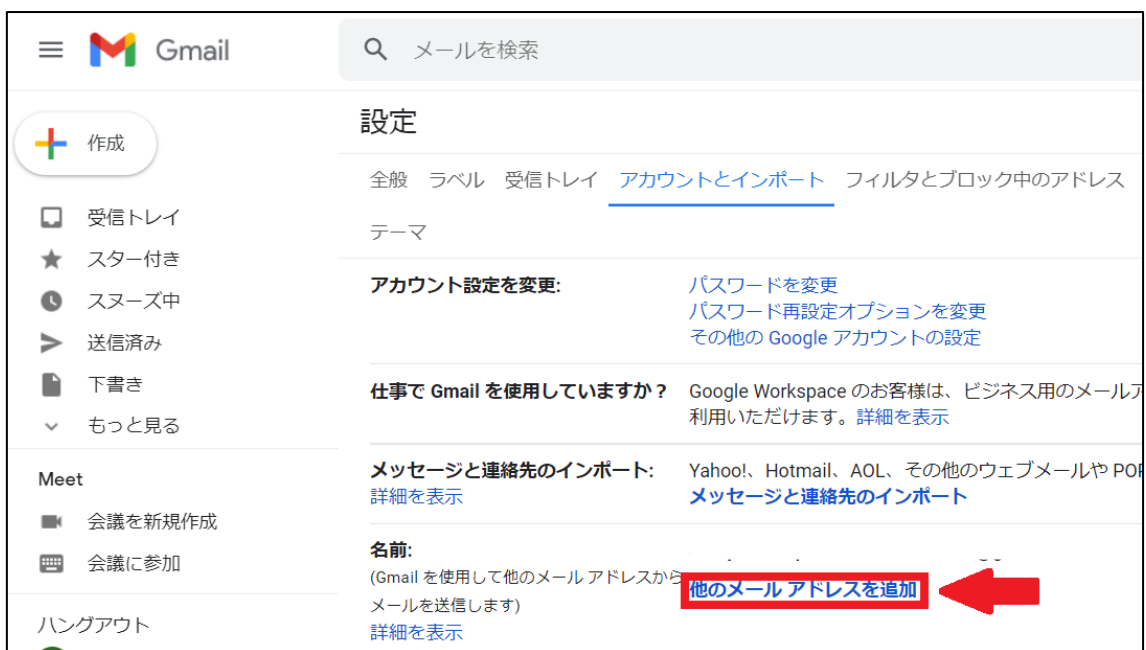 Gmail
メールを検索
作成
受信トレイ
スター付き
スヌーズ中
送信済み
下書き
もっと見る
Meet
会議を新規作成
会議に参加
ハングアウト
設定
全般 ラベル 受信トレイ アカウントとインポート フィルタとブロック中のアドレス
テーマ
アカウント設定を変更:
パスワードを変更
パスワード再設定オプションを変更
その他の Google アカウントの設定
仕事で Gmail を使用していますか？
Google Workspace のお客様は、ビジネス用のメールア
利用いただけます。詳細を表示
メッセージと連絡先のインポート:
詳細を表示
Yahoo!、Hotmail、AOL、その他のウェブメールや POP
メッセージと連絡先のインポート
名前:
(Gmail を使用して他のメール アドレスから
メールを送信します)
詳細を表示
他のメール アドレスを追加